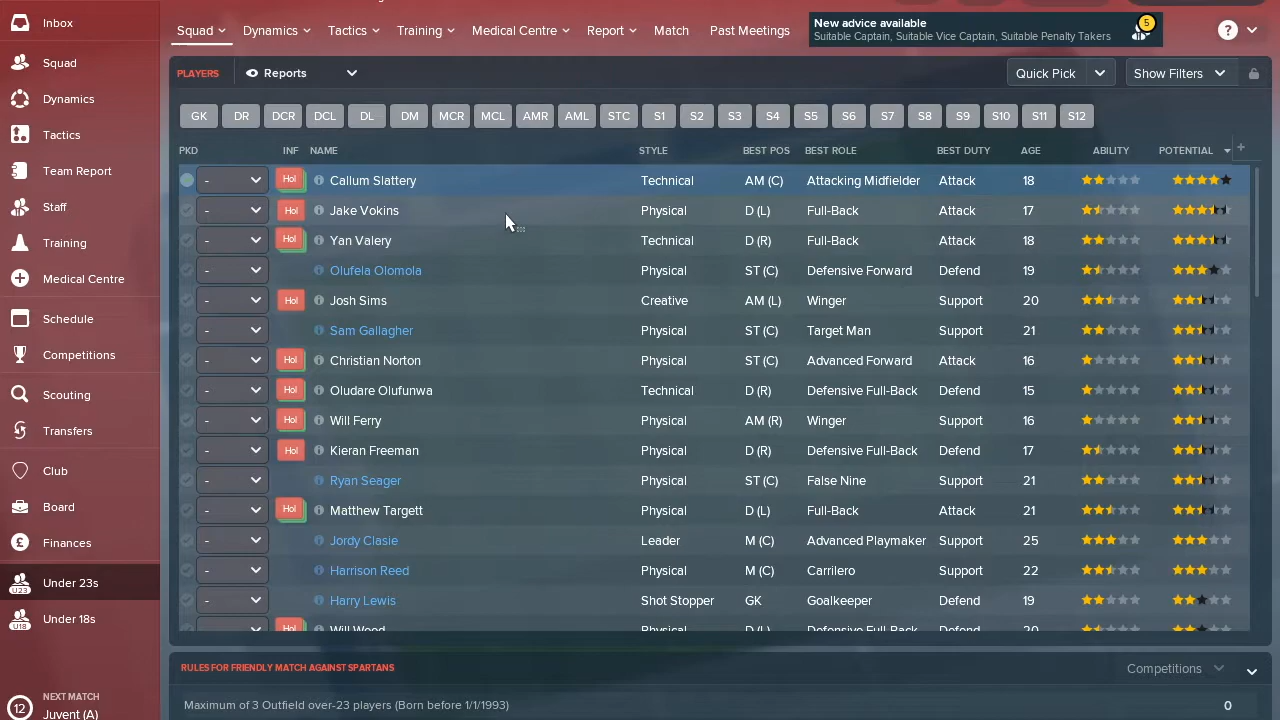 Inbox
Squad
Dynamics
Tactics
Team Report
Staff
Training
Medical Centre
Schedule
Competitions
Scouting
Transfers
Club
Board
Finances
U23 Under 23s
U18 Under 18s
NEXT MATCH
12 Juvent (A)
Squad Dynamics Tactics Training Medical Centre Report Match Past Meetings
New advice available 5
Suitable Captain, Suitable Vice Captain, Suitable Penalty Takers
?
PLAYERS Reports Quick Pick Show Filters
GK DR DCR DCL DL DM MCR MCL AMR AML STC S1 S2 S3 S4 S5 S6 S7 S8 S9 S10 S11 S12
PKD INF NAME STYLE BEST POS BEST ROLE BEST DUTY AGE ABILITY POTENTIAL +
- Hol Callum Slattery Technical AM (C) Attacking Midfielder Attack 18
- Hol Jake Vokins Physical D (L) Full-Back Attack 17
- Hol Yan Valery Technical D (R) Full-Back Attack 18
- Olufela Olomola Physical ST (C) Defensive Forward Defend 19
- Hol Josh Sims Creative AM (L) Winger Support 20
- Sam Gallagher Physical ST (C) Target Man Support 21
- Hol Christian Norton Physical ST (C) Advanced Forward Attack 16
- Hol Oludare Olufunwa Technical D (R) Defensive Full-Back Defend 15
- Hol Will Ferry Physical AM (R) Winger Support 16
- Hol Kieran Freeman Physical D (R) Defensive Full-Back Defend 17
- Ryan Seager Physical ST (C) False Nine Support 21
- Hol Matthew Targett Physical D (L) Full-Back Attack 21
- Jordy Clasie Leader M (C) Advanced Playmaker Support 25
- Harrison Reed Physical M (C) Carrilero Support 22
- Harry Lewis Shot Stopper GK Goalkeeper Defend 19
- Hol Will Wood Physical D (L) Defensive Full-Back Defend 20
RULES FOR FRIENDLY MATCH AGAINST SPARTANS Competitions
Maximum of 3 Outfield over-23 players (Born before 1/1/1993) 0